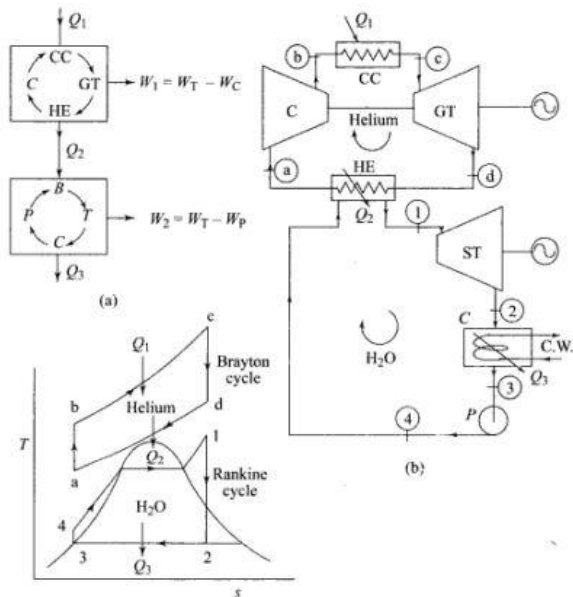 Q1
CC
C
GT
HE
W1 = WT − WC
Q2
B
P
T
C
W2 = WT − WP
Q3
(a)
Q1
b
c
CC
C
GT
Helium
HE
a
d
Q2
1
ST
2
C
C.W.
H2O
Q3
3
P
4
(b)
c
Q1
Brayton
cycle
b
Helium
d
T
a
Q2
1
Rankine
cycle
4
H2O
3
Q3
2
s